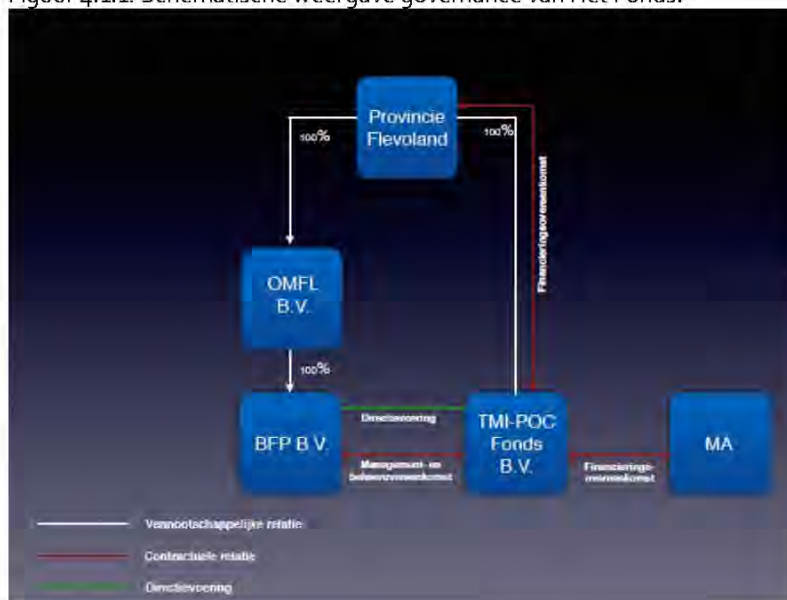 Figuur 4.1.1. Schematische weergave governance van Het Fonds.
Provincie
Flevoland
100%
100%
Financieringsovereenkomst
OMFL
B.V.
100%
BFP B.V.
Directievoering
Management- en
beheerovereenkomst
TMI-POC
Fonds
B.V.
Financierings-
overeenkomst
MA
Vennootschappelijke relatie
Contractuele relatie
Directievoering